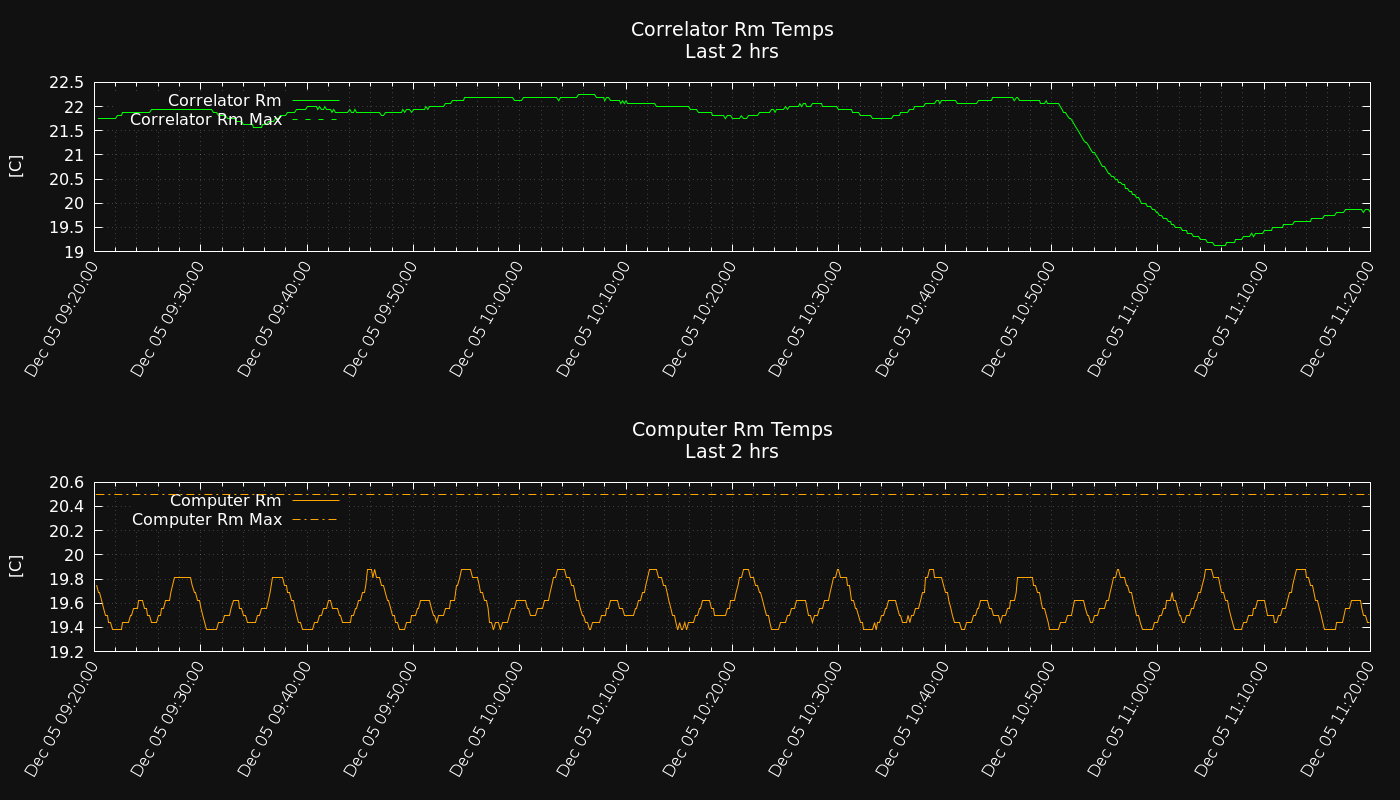 Correlator Rm Temps
Last 2 hrs
22.5
22
21.5
21
20.5
20
19.5
19
[C]
Correlator Rm
Correlator Rm Max
Dec 05 09:20:00
Dec 05 09:30:00
Dec 05 09:40:00
Dec 05 09:50:00
Dec 05 10:00:00
Dec 05 10:10:00
Dec 05 10:20:00
Dec 05 10:30:00
Dec 05 10:40:00
Dec 05 10:50:00
Dec 05 11:00:00
Dec 05 11:10:00
Dec 05 11:20:00
Computer Rm Temps
Last 2 hrs
20.6
20.4
20.2
20
19.8
19.6
19.4
19.2
[C]
Computer Rm
Computer Rm Max
Dec 05 09:20:00
Dec 05 09:30:00
Dec 05 09:40:00
Dec 05 09:50:00
Dec 05 10:00:00
Dec 05 10:10:00
Dec 05 10:20:00
Dec 05 10:30:00
Dec 05 10:40:00
Dec 05 10:50:00
Dec 05 11:00:00
Dec 05 11:10:00
Dec 05 11:20:00